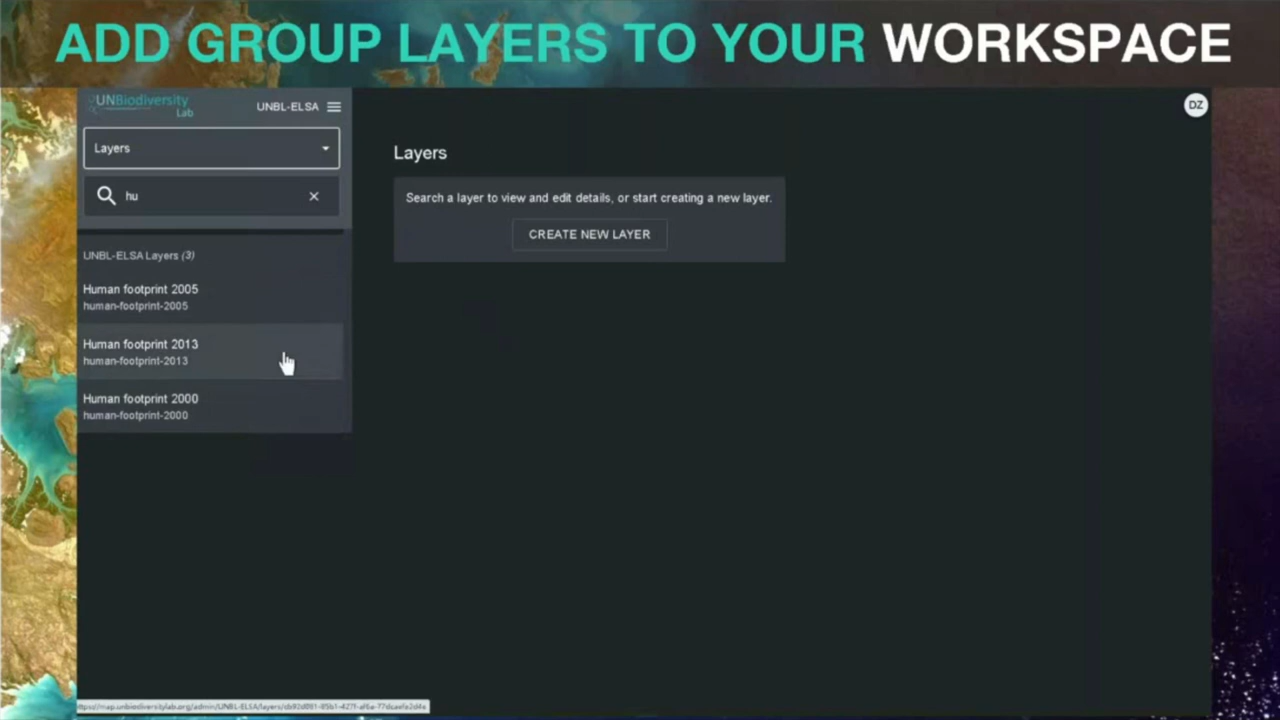 ADD GROUP LAYERS TO YOUR WORKSPACE
UNBiodiversity
Lab
UNBL-ELSA
DZ
Layers
hu
UNBL-ELSA Layers (3)
Human footprint 2005
human-footprint-2005
Human footprint 2013
human-footprint-2013
Human footprint 2000
human-footprint-2000
Layers
Search a layer to view and edit details, or start creating a new layer.
CREATE NEW LAYER